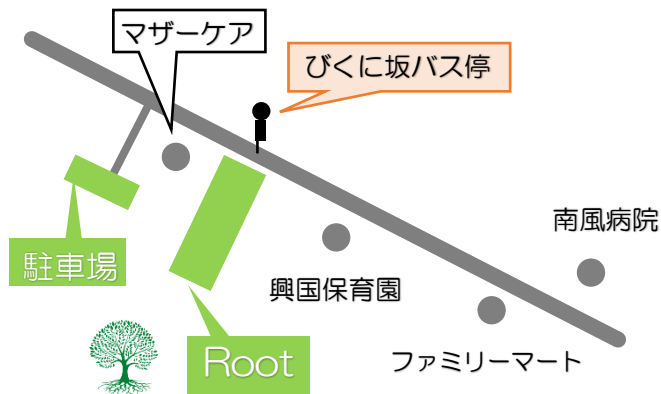 マザーケア
びくに坂バス停
南風病院
駐車場
興国保育園
Root
ファミリーマート